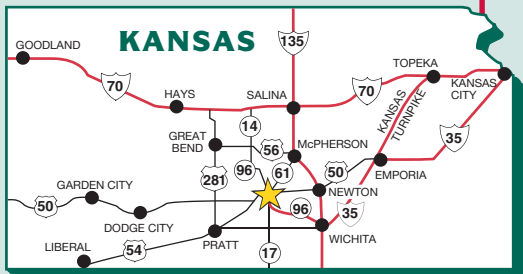 KANSAS
135
GOODLAND
TOPEKA
KANSAS
CITY
70
HAYS
SALINA
70
KANSAS
TURNPIKE
14
35
GREAT
BEND
56
McPHERSON
96
61
50
EMPORIA
281
GARDEN CITY
NEWTON
50
96
35
DODGE CITY
WICHITA
LIBERAL
54
PRATT
17